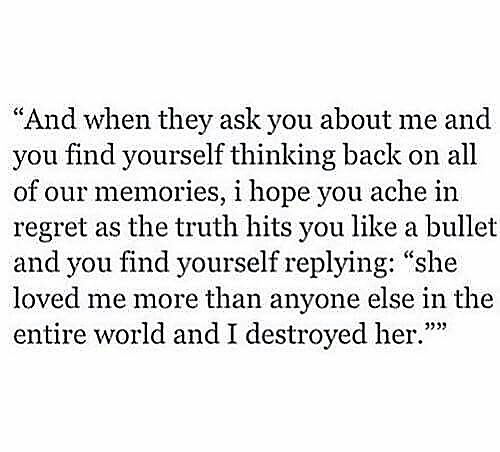 “And when they ask you about me and
you find yourself thinking back on all
of our memories, i hope you ache in
regret as the truth hits you like a bullet
and you find yourself replying: “she
loved me more than anyone else in the
entire world and I destroyed her.””